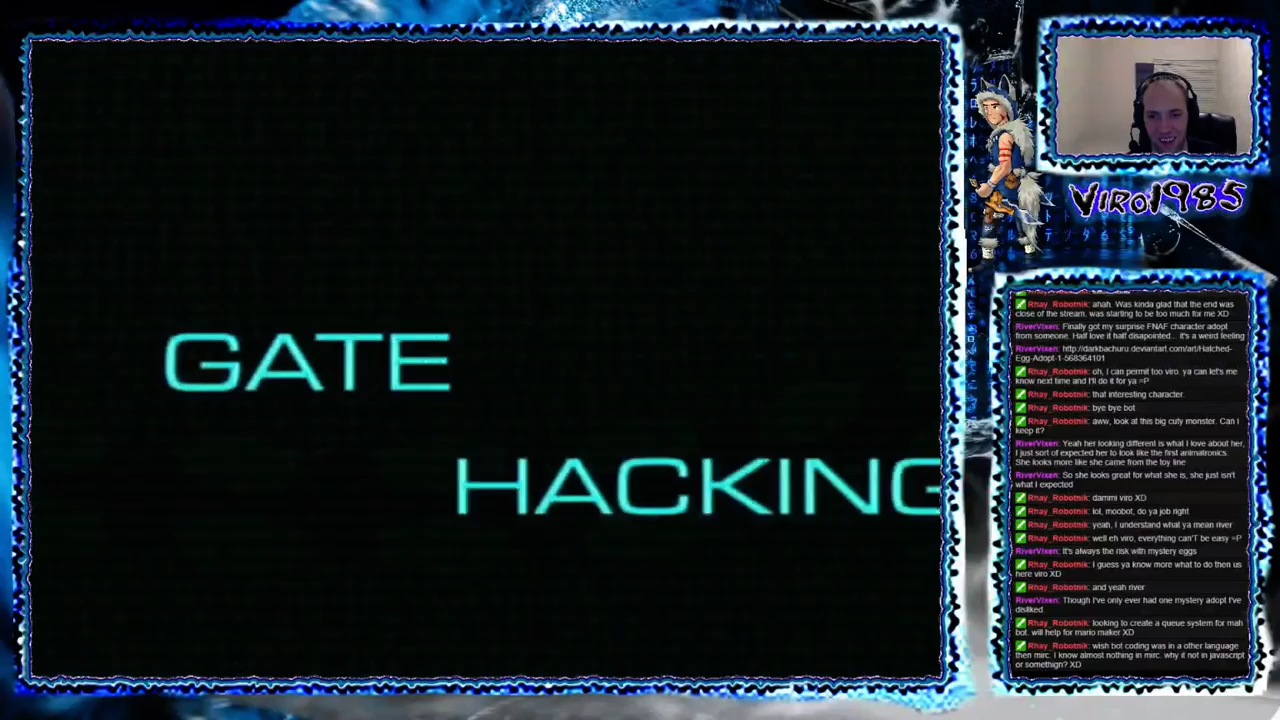 GATE
HACKING
Viro1985
Rhay_Robotnik: ahah. Was kinda glad that the end was
close of the stream. was starting to be too much for me XD
RiverVixen: Finally got my surprise FNAF character adopt
from someone. Half love it half disapointed... it's a weird feeling
RiverVixen: http://darkbachuru.deviantart.com/art/Hatched-
Egg-Adopt-1-568364101
Rhay_Robotnik: oh, I can permit too viro. ya can let's me
know next time and I'll do it for ya =P
Rhay_Robotnik: that interesting character.
Rhay_Robotnik: bye bye bot
Rhay_Robotnik: aww, look at this big cuty monster. Can I
keep it?
RiverVixen: Yeah her looking different is what I love about her,
I just sort of expected her to look like the first animatronics.
She looks more like she came from the toy line
RiverVixen: So she looks great for what she is, she just isn't
what I expected
Rhay_Robotnik: dammi viro XD
Rhay_Robotnik: lol, moobot, do ya job right
Rhay_Robotnik: yeah, I understand what ya mean river
Rhay_Robotnik: well eh viro, everything can'T be easy =P
RiverVixen: It's always the risk with mystery eggs
Rhay_Robotnik: I guess ya know more what to do then us
here viro XD
Rhay_Robotnik: and yeah river
RiverVixen: Though I've only ever had one mystery adopt I've
disliked.
Rhay_Robotnik: looking to create a queue system for mah
bot. will help for mario maker XD
Rhay_Robotnik: wish bot coding was in a other language
then mirc. I know almost nothing in mirc. why it not in javascript
or somethign? XD